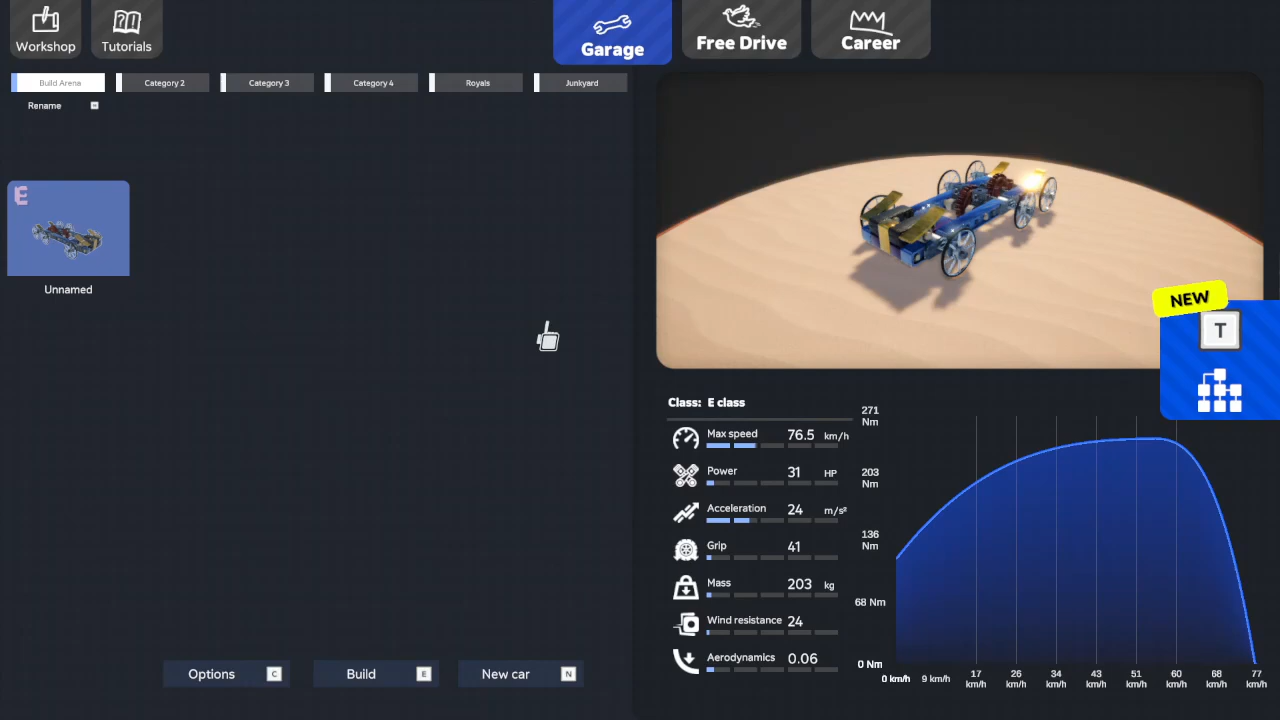 Workshop
Tutorials
Garage
Free Drive
Career
Build Arena
Category 2
Category 3
Category 4
Royals
Junkyard
Rename
E
Unnamed
NEW
T
Class: E class
Max speed 76.5 km/h
Power 31 HP
Acceleration 24 m/s²
Grip 41
Mass 203 kg
Wind resistance 24
Aerodynamics 0.06
271 Nm
203 Nm
136 Nm
68 Nm
0 Nm
0 km/h
9 km/h
17 km/h
26 km/h
34 km/h
43 km/h
51 km/h
60 km/h
68 km/h
77 km/h
Options C
Build E
New car N